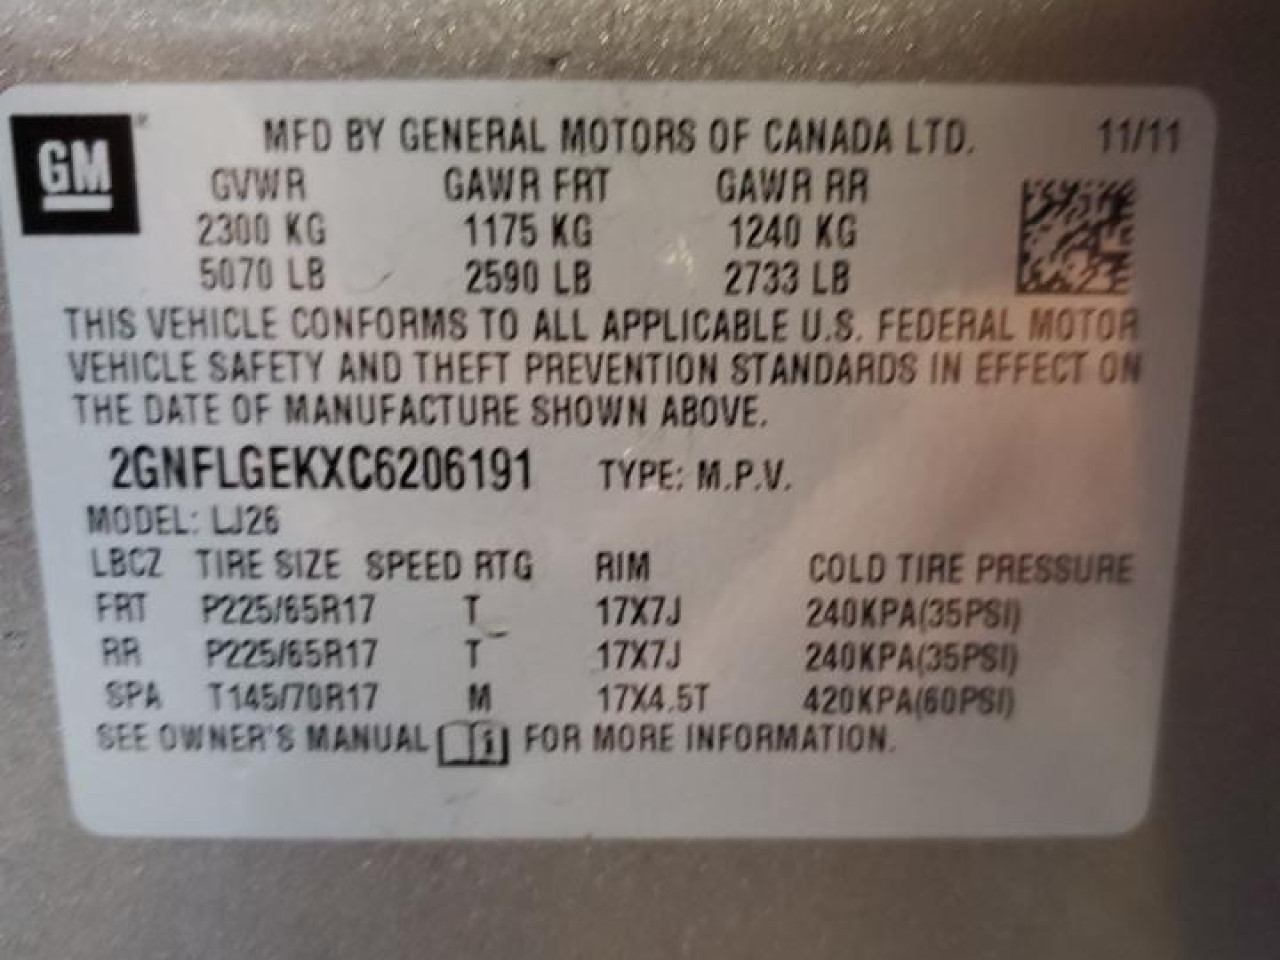 GM
MFD BY GENERAL MOTORS OF CANADA LTD. 11/11
GVWR GAWR FRT GAWR RR
2300 KG 1175 KG 1240 KG
5070 LB 2590 LB 2733 LB
THIS VEHICLE CONFORMS TO ALL APPLICABLE U.S. FEDERAL MOTOR
VEHICLE SAFETY AND THEFT PREVENTION STANDARDS IN EFFECT ON
THE DATE OF MANUFACTURE SHOWN ABOVE.
2GNFLGEKXC6206191 TYPE: M.P.V.
MODEL: LJ26
LBCZ TIRE SIZE SPEED RTG RIM COLD TIRE PRESSURE
FRT P225/65R17 T 17X7J 240KPA(35PSI)
RR P225/65R17 T 17X7J 240KPA(35PSI)
SPA T145/70R17 M 17X4.5T 420KPA(60PSI)
SEE OWNER'S MANUAL i FOR MORE INFORMATION.